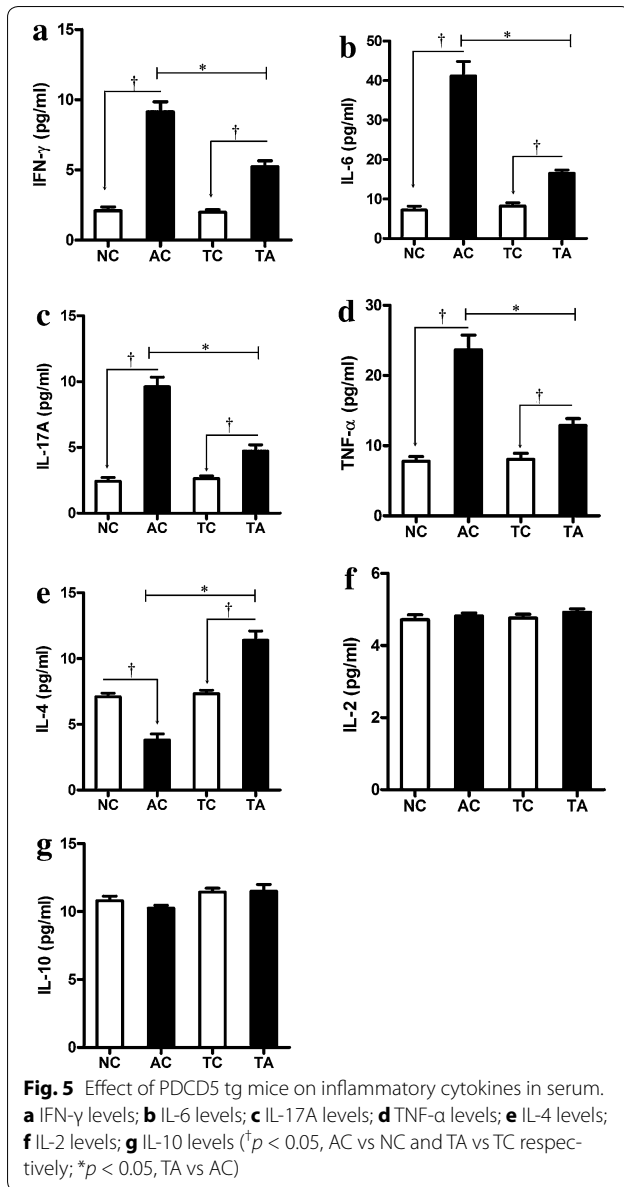 a
IFN-γ (pg/ml)
15
10
5
0
†
*
†
NC AC TC TA
b
IL-6 (pg/ml)
50
40
30
20
10
0
†
*
†
NC AC TC TA
c
IL-17A (pg/ml)
15
10
5
0
†
*
†
NC AC TC TA
d
TNF-α (pg/ml)
30
20
10
0
†
*
†
NC AC TC TA
e
IL-4 (pg/ml)
15
10
5
0
†
*
†
NC AC TC TA
f
IL-2 (pg/ml)
6
4
2
0
NC AC TC TA
g
IL-10 (pg/ml)
15
10
5
0
NC AC TC TA
Fig. 5 Effect of PDCD5 tg mice on inflammatory cytokines in serum.
a IFN-γ levels; b IL-6 levels; c IL-17A levels; d TNF-α levels; e IL-4 levels;
f IL-2 levels; g IL-10 levels (†p < 0.05, AC vs NC and TA vs TC respec-
tively; *p < 0.05, TA vs AC)